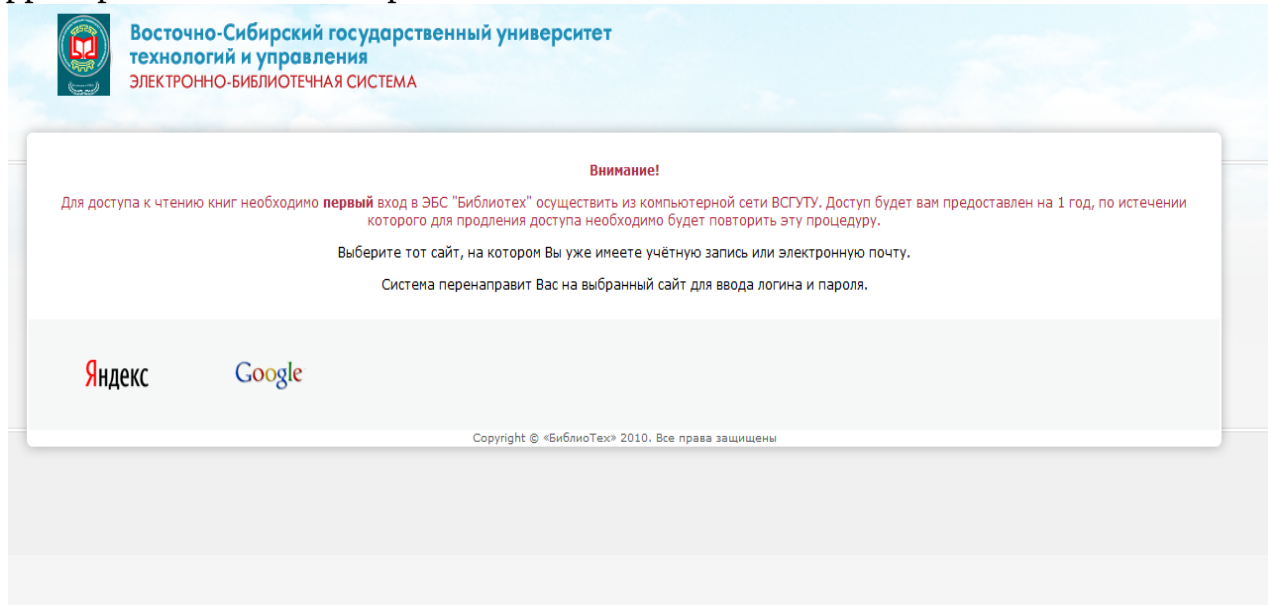 Восточно-Сибирский государственный университет
технологий и управления
ЭЛЕКТРОННО-БИБЛИОТЕЧНАЯ СИСТЕМА
Внимание!
Для доступа к чтению книг необходимо первый вход в ЭБС "Библиотех" осуществить из компьютерной сети ВСГУТУ. Доступ будет вам предоставлен на 1 год, по истечении
которого для продления доступа необходимо будет повторить эту процедуру.
Выберите тот сайт, на котором Вы уже имеете учётную запись или электронную почту.
Система перенаправит Вас на выбранный сайт для ввода логина и пароля.
Яндекс Google
Copyright © «БиблиоТех» 2010. Все права защищены